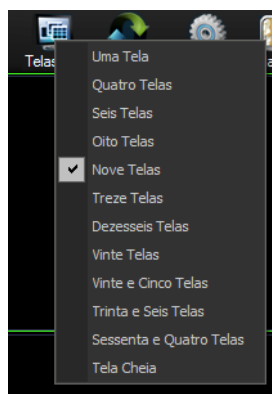 Telas
Uma Tela
Quatro Telas
Seis Telas
Oito Telas
Nove Telas
Treze Telas
Dezesseis Telas
Vinte Telas
Vinte e Cinco Telas
Trinta e Seis Telas
Sessenta e Quatro Telas
Tela Cheia